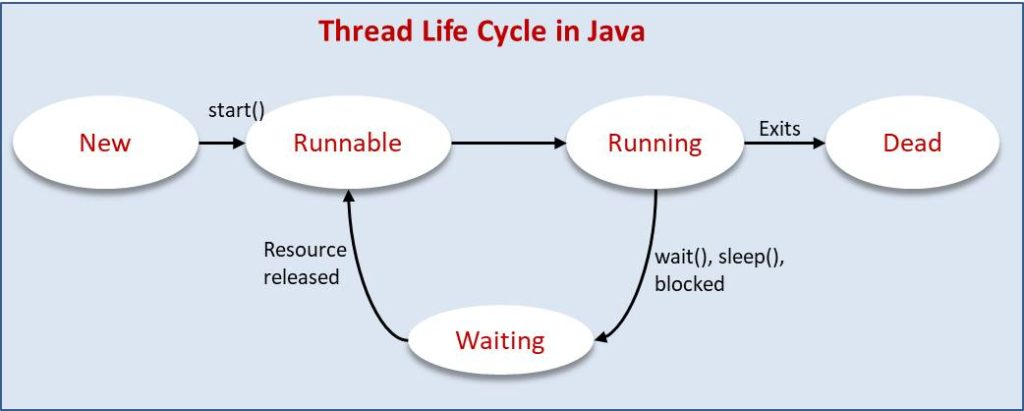 Thread Life Cycle in Java
start()
New
Runnable
Running
Exits
Dead
Resource
released
wait(), sleep(),
blocked
Waiting